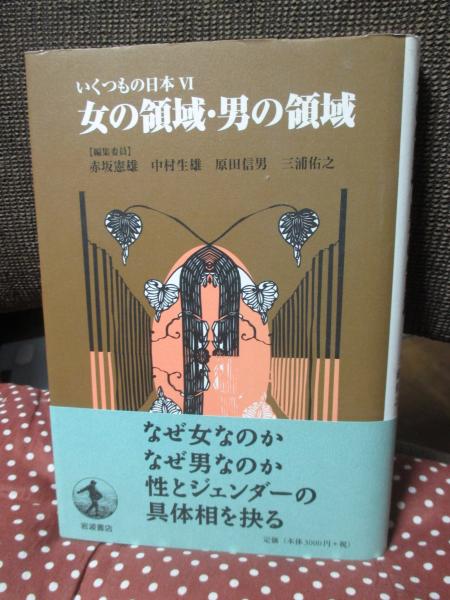 いくつもの日本 VI
女の領域・男の領域
【編集委員】
赤坂憲雄 中村生雄 原田信男 三浦佑之
なぜ女なのか
なぜ男なのか
性とジェンダーの
具体相を抉る
岩波書店
定価(本体3000円+税)